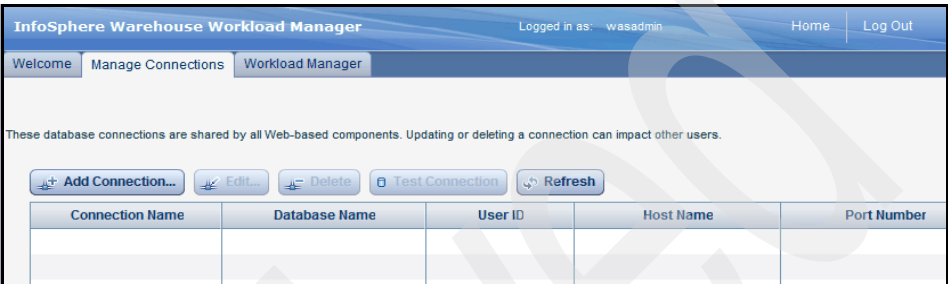 InfoSphere Warehouse Workload Manager Logged in as: wasadmin Home Log Out
Welcome Manage Connections Workload Manager
These database connections are shared by all Web-based components. Updating or deleting a connection can impact other users.
Add Connection... Edit... Delete Test Connection Refresh
Connection Name Database Name User ID Host Name Port Number